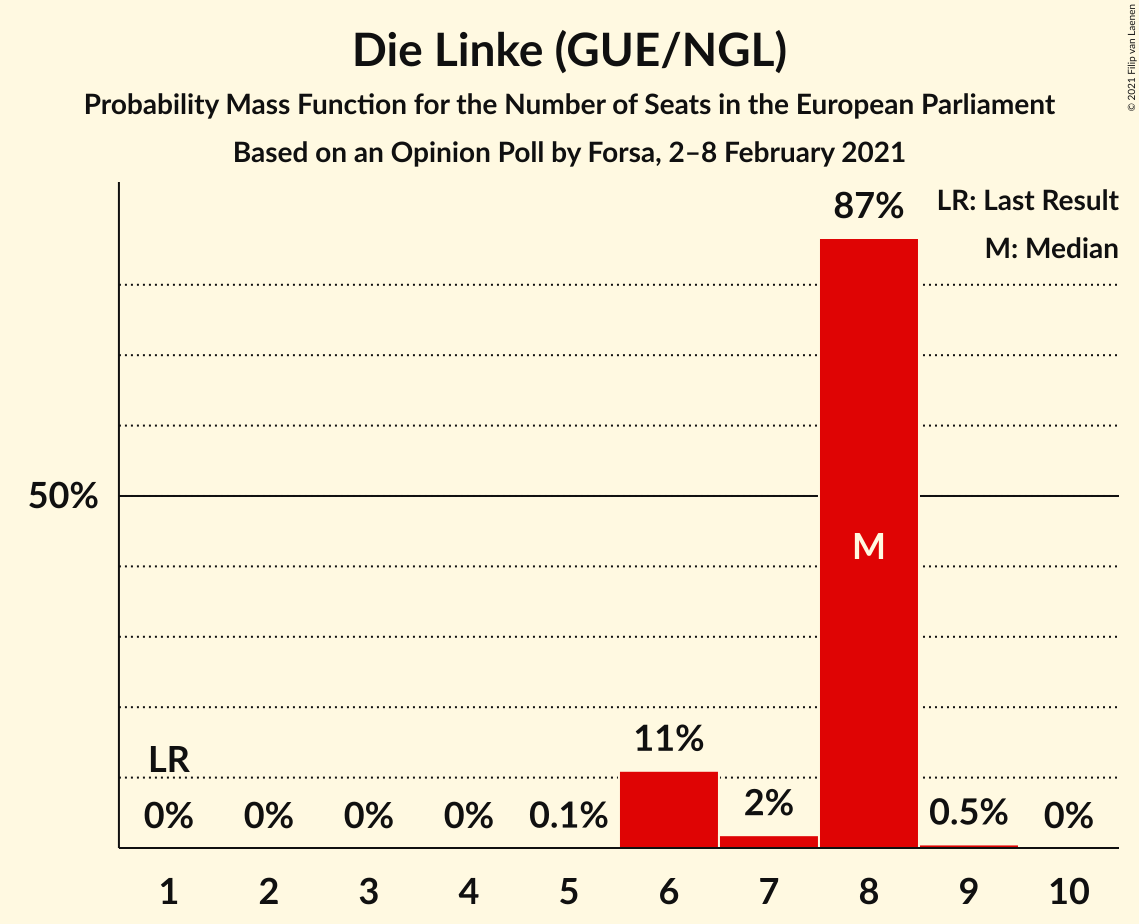 Die Linke (GUE/NGL)
Probability Mass Function for the Number of Seats in the European Parliament
Based on an Opinion Poll by Forsa, 2–8 February 2021
© 2021 Filip van Laenen
LR: Last Result
M: Median
87%
50%
M
LR
11%
0%
0%
0%
0%
0.1%
2%
0.5%
0%
1 2 3 4 5 6 7 8 9 10